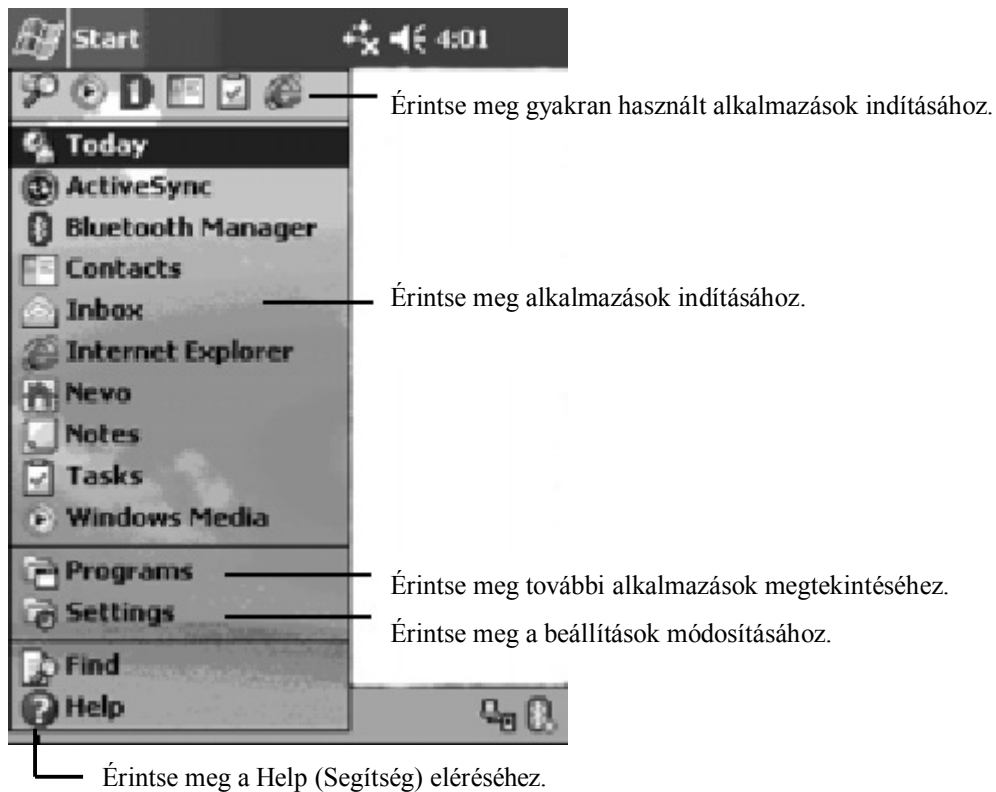 Start 4:01
Érintse meg gyakran használt alkalmazások indításához.
Today
ActiveSync
Bluetooth Manager
Contacts
Érintse meg alkalmazások indításához.
Inbox
Internet Explorer
Nevo
Notes
Tasks
Windows Media
Programs
Érintse meg további alkalmazások megtekintéséhez.
Settings
Érintse meg a beállítások módosításához.
Find
Help
Érintse meg a Help (Segítség) eléréséhez.